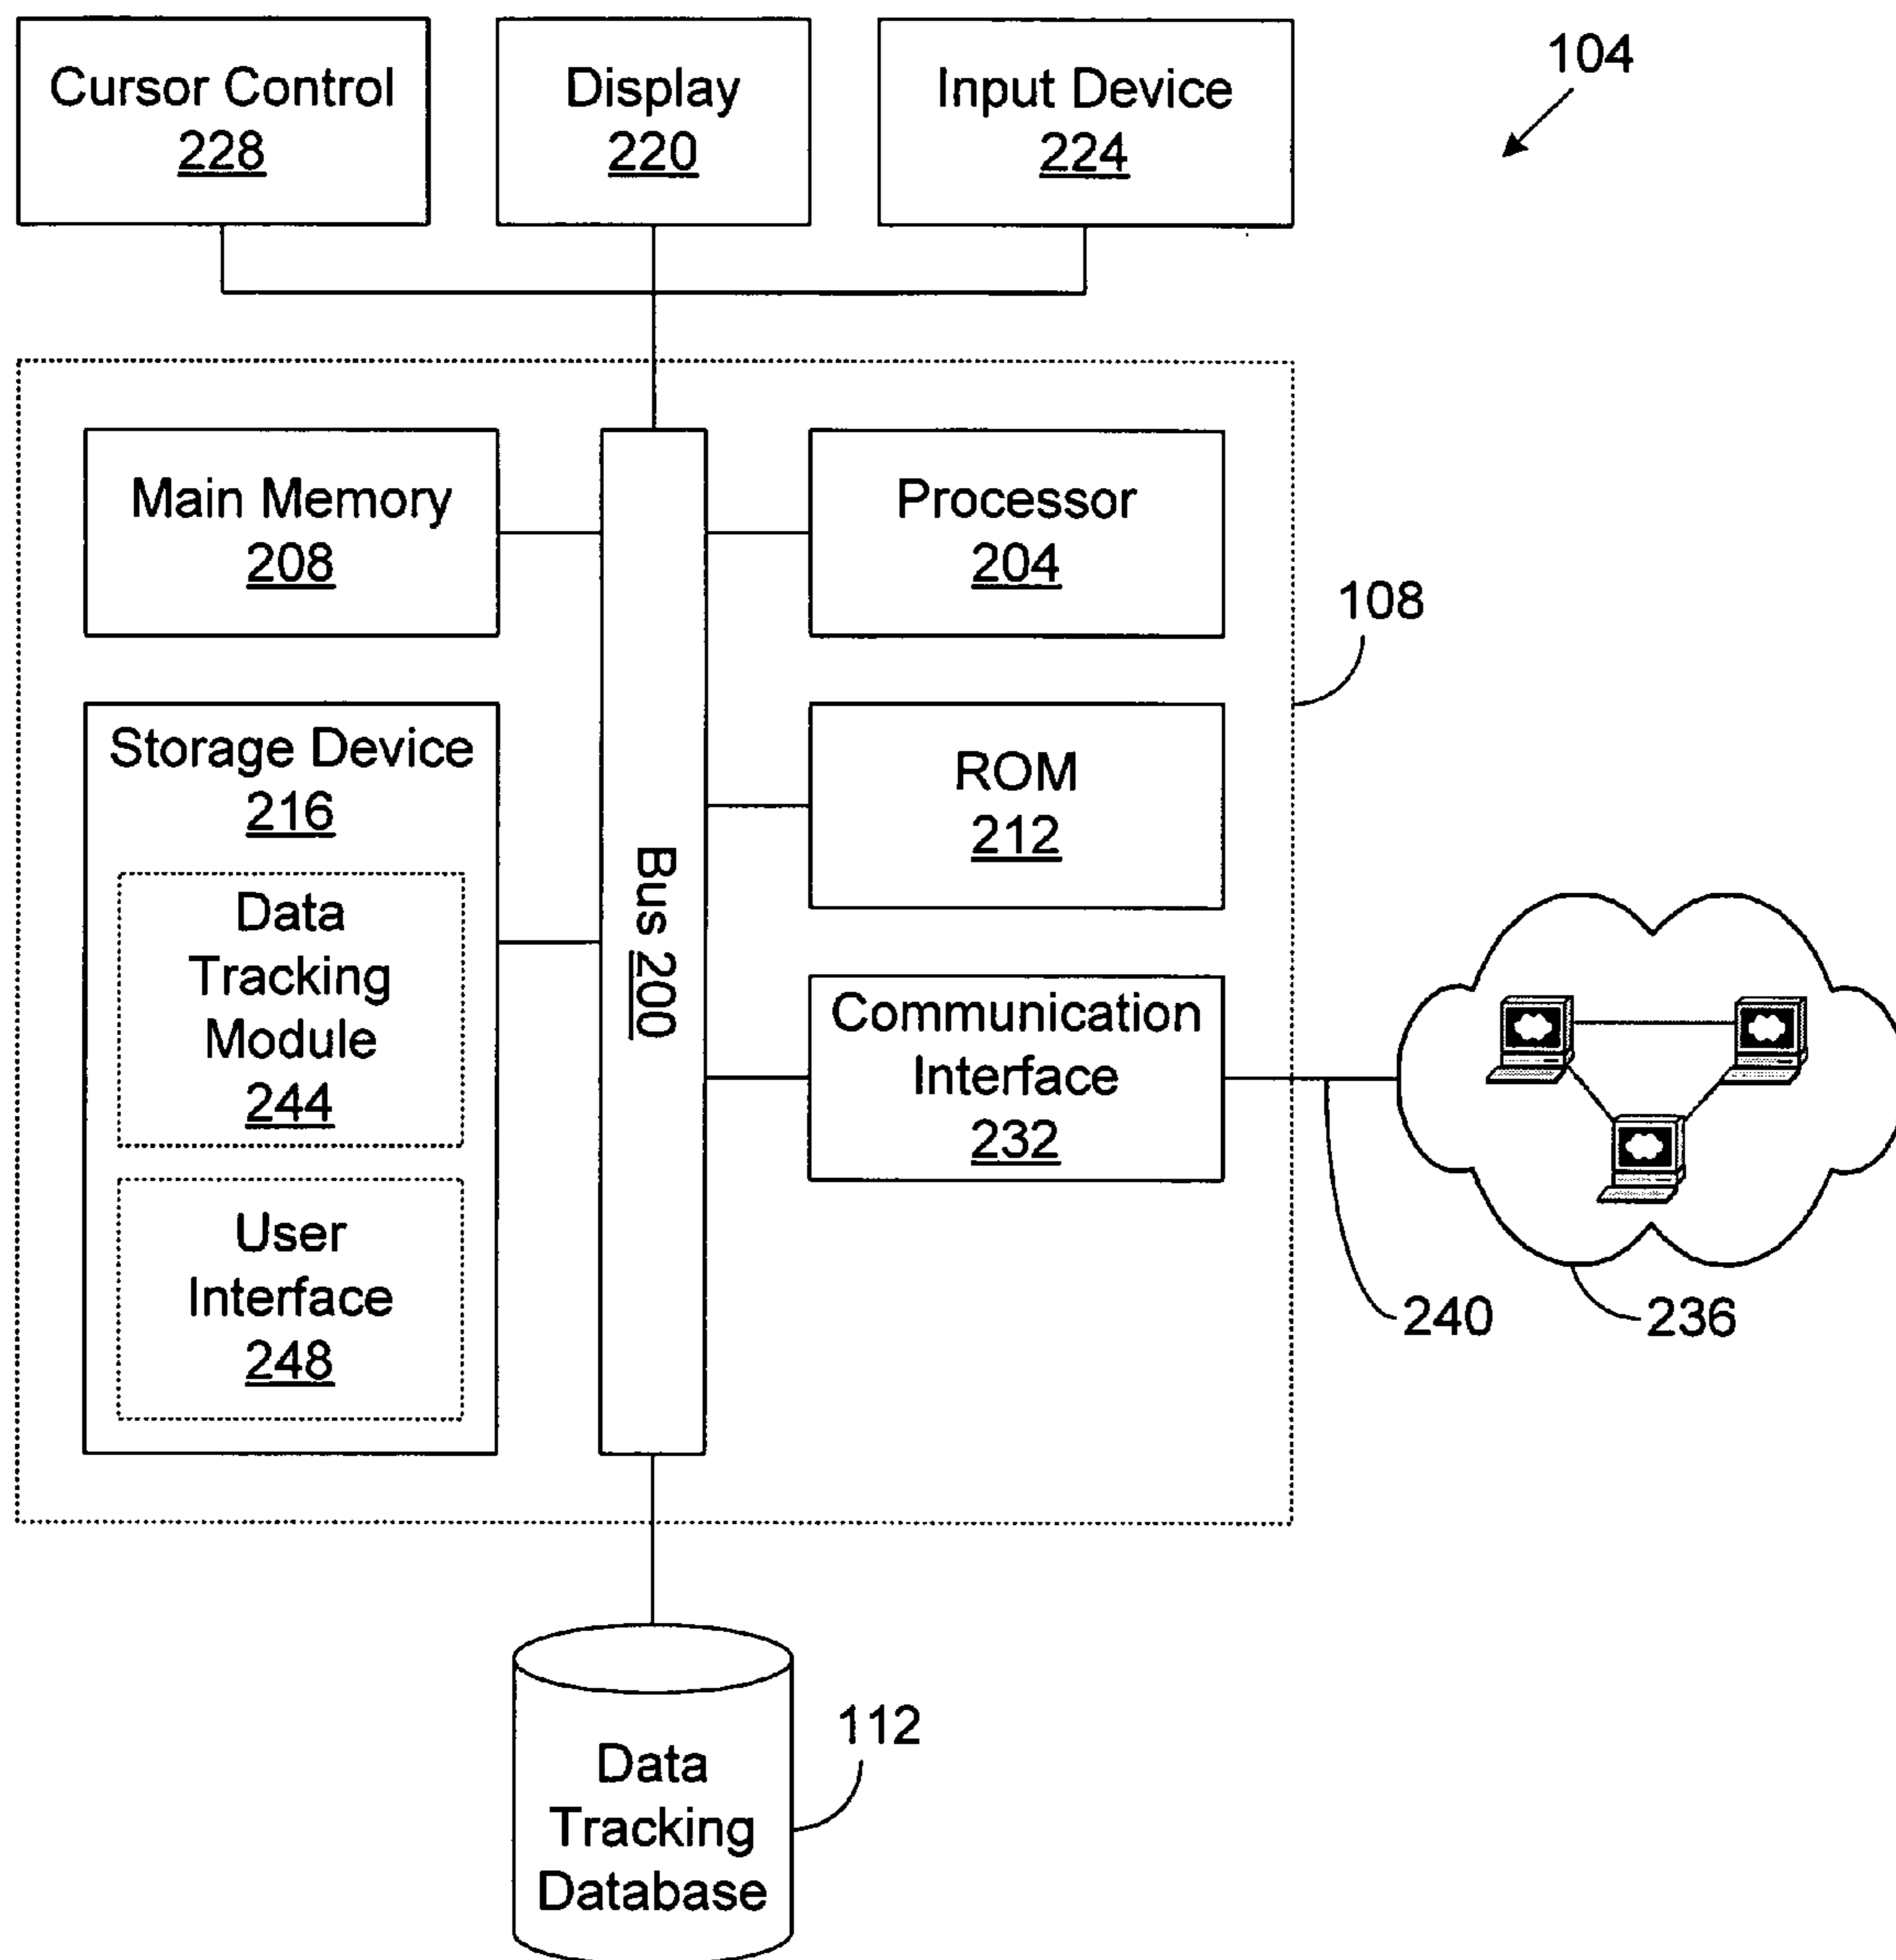 Cursor Control
228
Display
220
Input Device
224
104
Main Memory
208
Processor
204
108
Storage Device
216
ROM
212
Data
Tracking
Module
244
Bus 200
Communication
Interface
232
User
Interface
248
240
236
112
Data
Tracking
Database